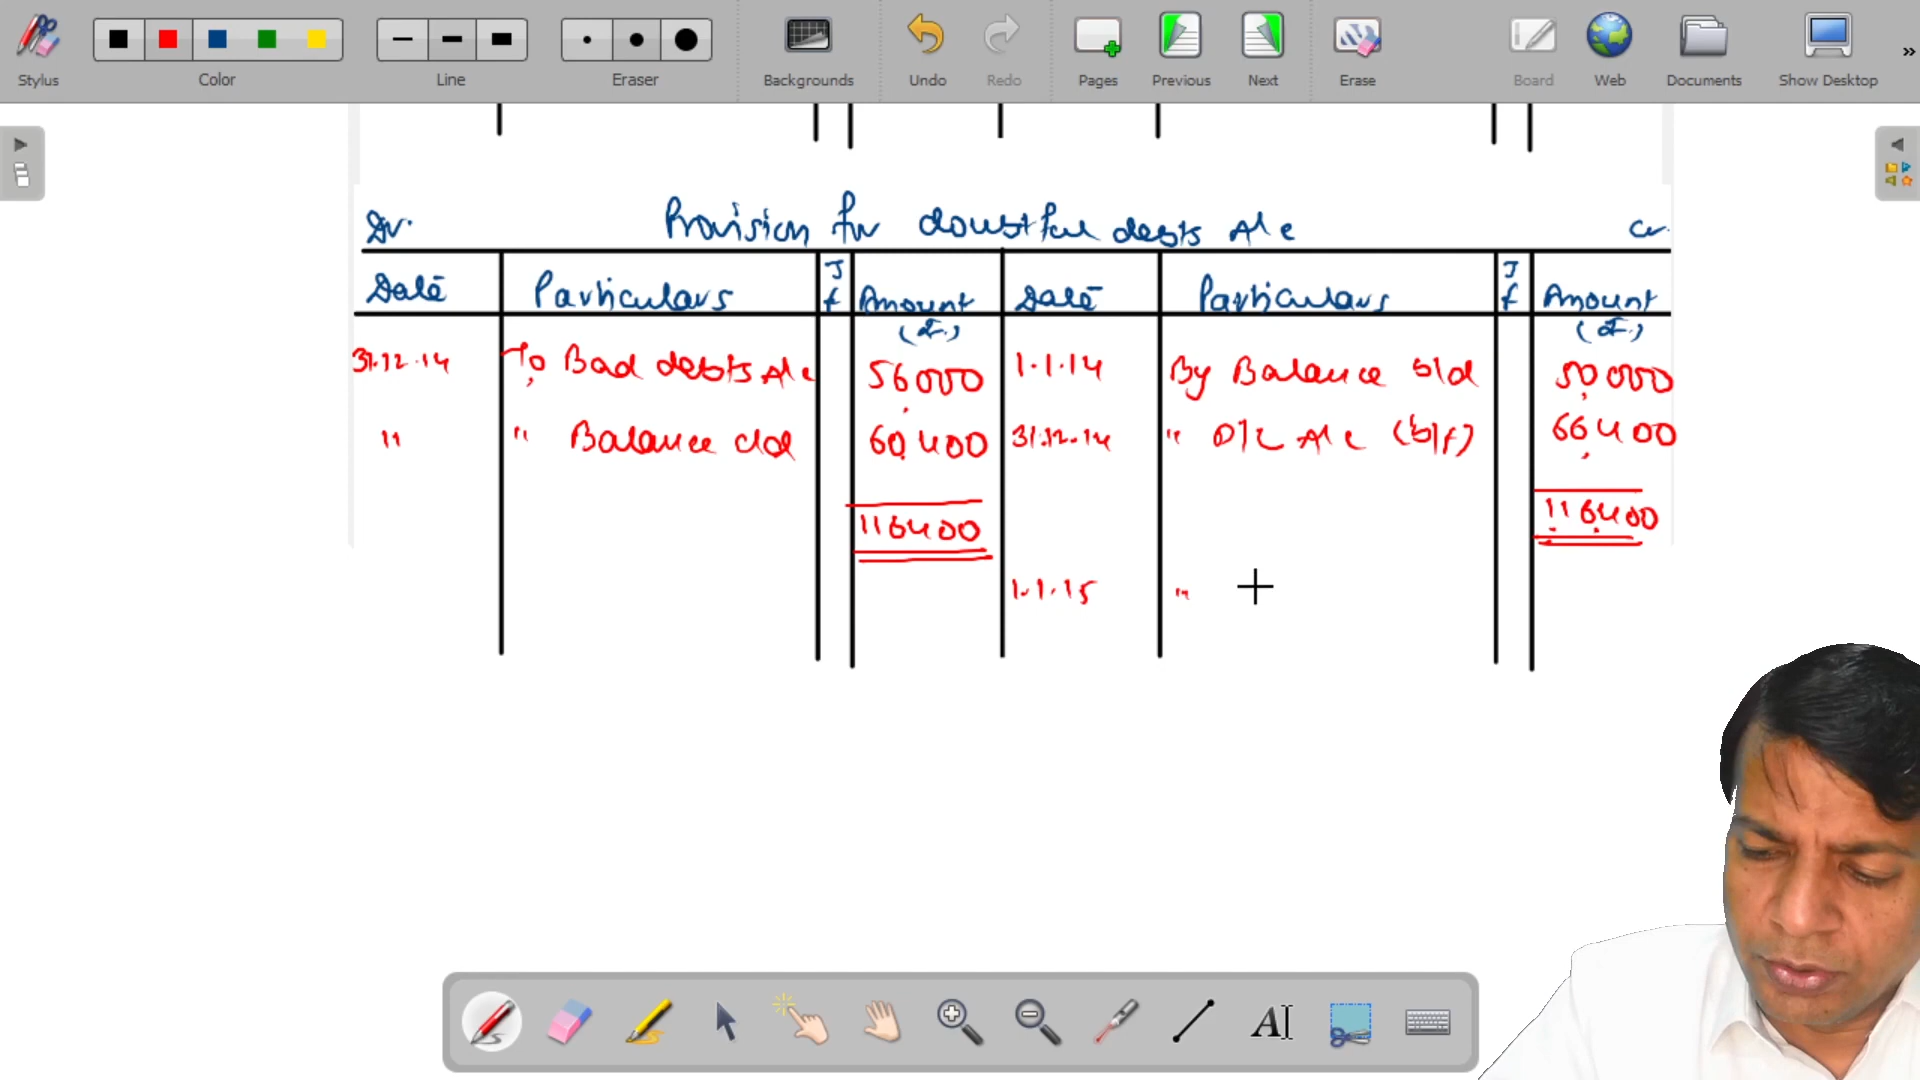 Stylus Color Line Eraser Backgrounds Undo Redo Pages Previous Next Erase Board Web Documents Show Desktop »
Dr. Provision for doubtful debts A/c Cr.
Date Particulars J f Amount Date Particulars J f Amount
(₹.) (₹.)
31.12.14 To Bad debts A/c 56000 1.1.14 By Balance b/d 50000
" " Balance c/d 60400 31.12.14 " P/L A/c (b/f) 66400
116400 116400
1.1.15 "
AI